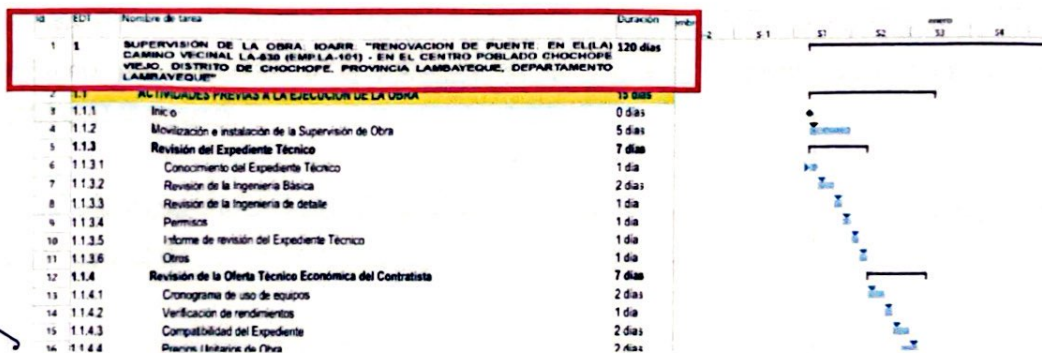 Id EDT Nombre de tarea Duración enero
-2 S-1 S1 S2 S3 S4
1 1 SUPERVISIÓN DE LA OBRA: IOARR: "RENOVACION DE PUENTE; EN EL(LA) 120 días
CAMINO VECINAL LA-630 (EMP.LA-101) - EN EL CENTRO POBLADO CHOCHOPE
VIEJO, DISTRITO DE CHOCHOPE, PROVINCIA LAMBAYEQUE, DEPARTAMENTO
LAMBAYEQUE"
2 1.1 ACTIVIDADES PREVIAS A LA EJECUCION DE LA OBRA 15 días
3 1.1.1 Inicio 0 días
4 1.1.2 Movilización e instalación de la Supervisión de Obra 5 días
5 1.1.3 Revisión del Expediente Técnico 7 días
6 1.1.3.1 Conocimiento del Expediente Técnico 1 día
7 1.1.3.2 Revisión de la Ingeniería Básica 2 días
8 1.1.3.3 Revisión de la Ingeniería de detalle 1 día
9 1.1.3.4 Permisos 1 día
10 1.1.3.5 Informe de revisión del Expediente Técnico 1 día
11 1.1.3.6 Otros 1 día
12 1.1.4 Revisión de la Oferta Técnico Económica del Contratista 7 días
13 1.1.4.1 Cronograma de uso de equipos 2 días
14 1.1.4.2 Verificación de rendimientos 1 día
15 1.1.4.3 Compatibilidad del Expediente 2 días
16 1.1.4.4 Precios Unitarios de Obra 2 días